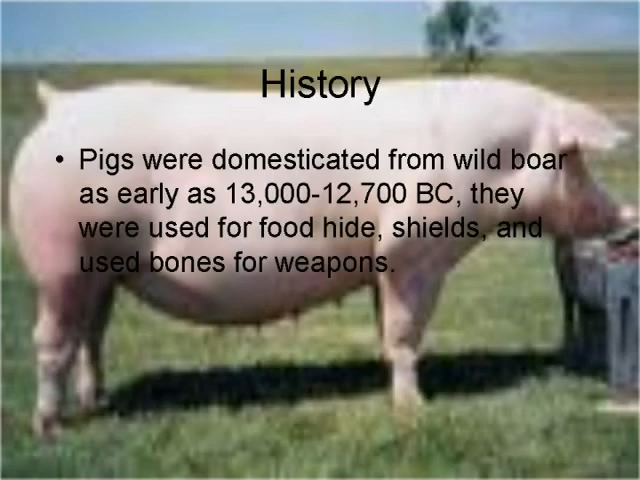 History
• Pigs were domesticated from wild boar
as early as 13,000-12,700 BC, they
were used for food hide, shields, and
used bones for weapons.